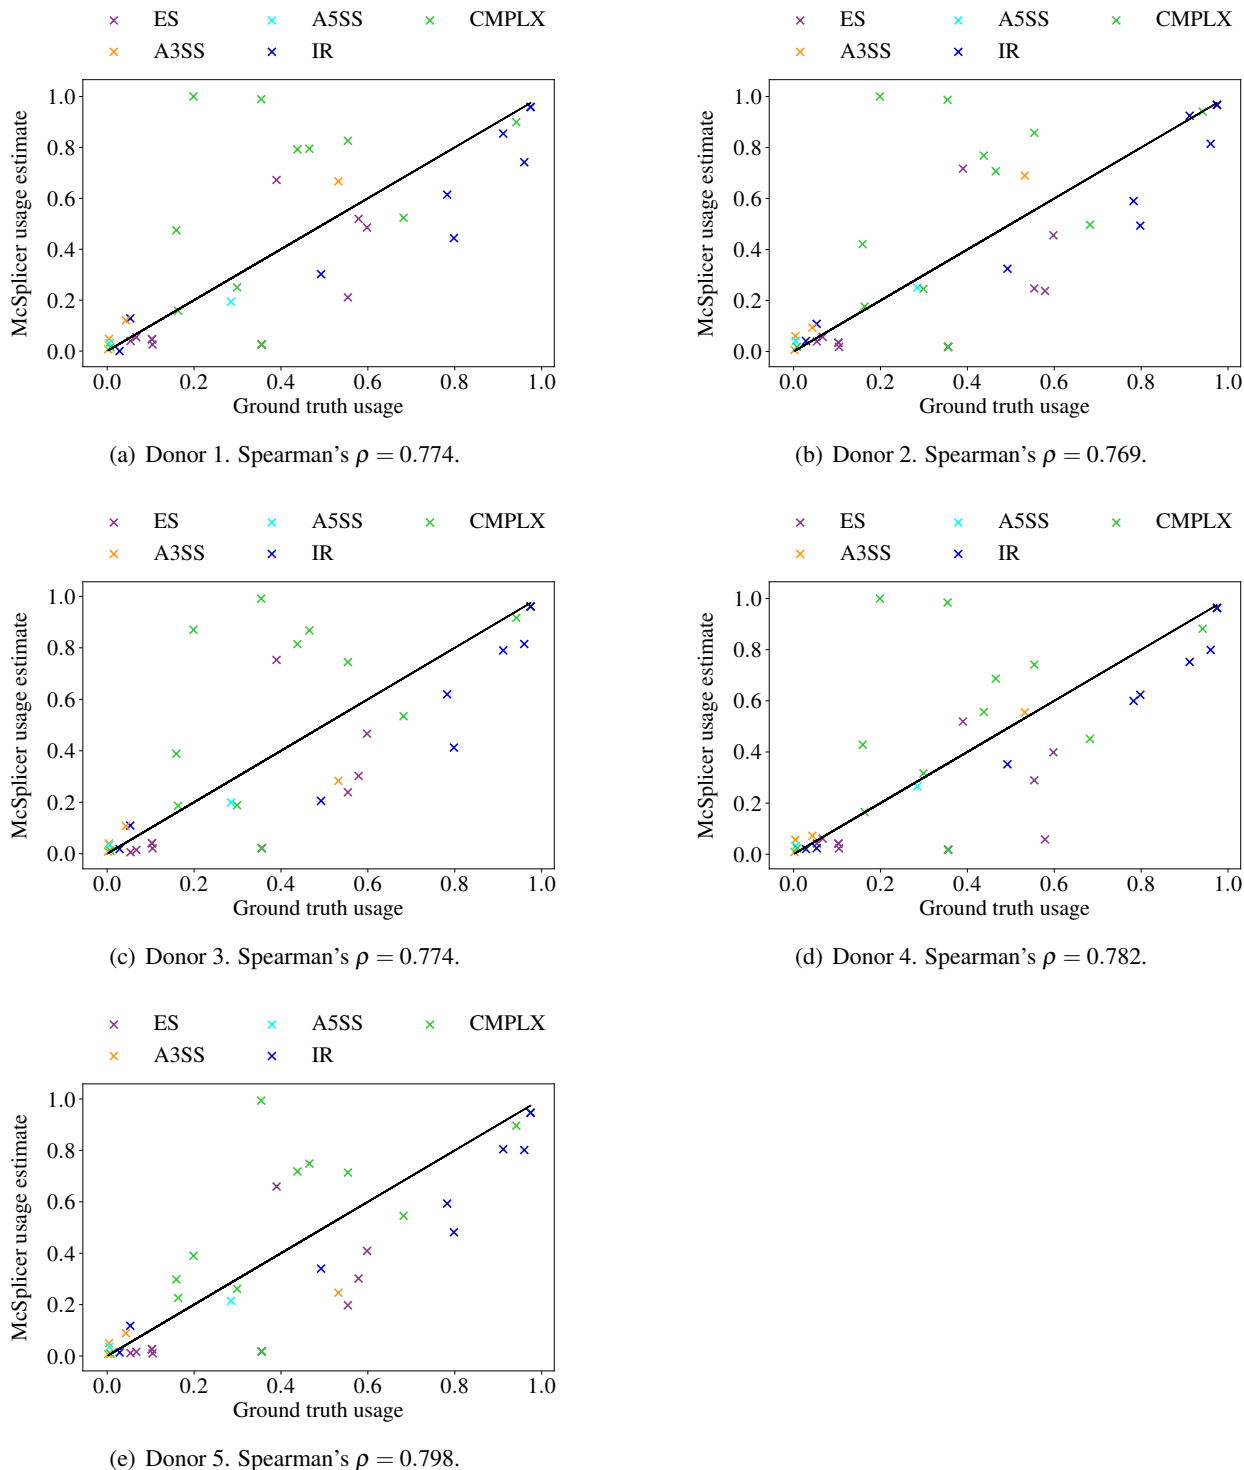 ES A5SS CMPLX
A3SS IR
1.0
0.8
0.6
0.4
0.2
0.0
McSplicer usage estimate
0.0 0.2 0.4 0.6 0.8 1.0
Ground truth usage
(a) Donor 1. Spearman's ρ = 0.774.
ES A5SS CMPLX
A3SS IR
1.0
0.8
0.6
0.4
0.2
0.0
McSplicer usage estimate
0.0 0.2 0.4 0.6 0.8 1.0
Ground truth usage
(b) Donor 2. Spearman's ρ = 0.769.
ES A5SS CMPLX
A3SS IR
1.0
0.8
0.6
0.4
0.2
0.0
McSplicer usage estimate
0.0 0.2 0.4 0.6 0.8 1.0
Ground truth usage
(c) Donor 3. Spearman's ρ = 0.774.
ES A5SS CMPLX
A3SS IR
1.0
0.8
0.6
0.4
0.2
0.0
McSplicer usage estimate
0.0 0.2 0.4 0.6 0.8 1.0
Ground truth usage
(d) Donor 4. Spearman's ρ = 0.782.
ES A5SS CMPLX
A3SS IR
1.0
0.8
0.6
0.4
0.2
0.0
McSplicer usage estimate
0.0 0.2 0.4 0.6 0.8 1.0
Ground truth usage
(e) Donor 5. Spearman's ρ = 0.798.